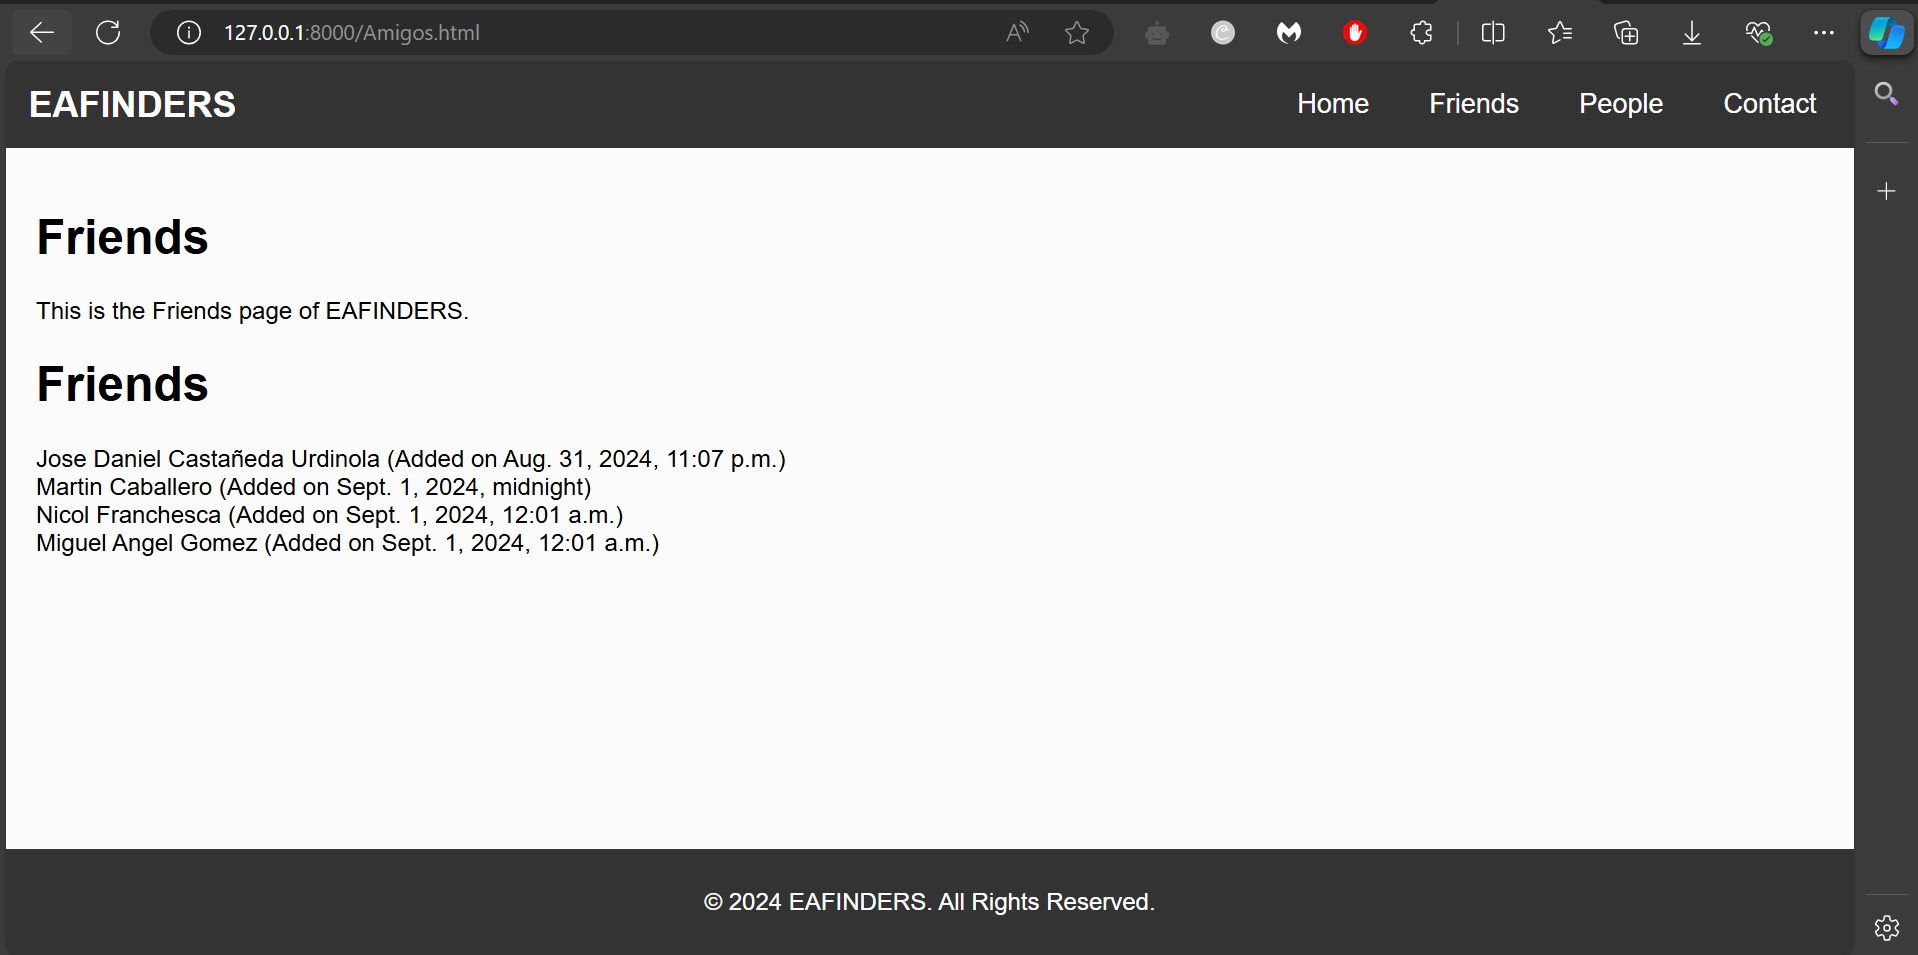 127.0.0.1:8000/Amigos.html
EAFINDERS
Home Friends People Contact
Friends
This is the Friends page of EAFINDERS.
Friends
Jose Daniel Castañeda Urdinola (Added on Aug. 31, 2024, 11:07 p.m.)
Martin Caballero (Added on Sept. 1, 2024, midnight)
Nicol Franchesca (Added on Sept. 1, 2024, 12:01 a.m.)
Miguel Angel Gomez (Added on Sept. 1, 2024, 12:01 a.m.)
© 2024 EAFINDERS. All Rights Reserved.